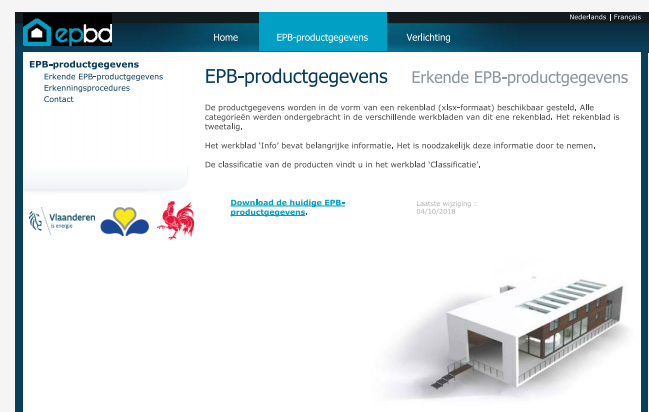 Nederlands | Français
epbd
Home EPB-productgegevens Verlichting
EPB-productgegevens
Erkende EPB-productgegevens
Erkenningsprocedures
Contact
EPB-productgegevens Erkende EPB-productgegevens
De productgegevens worden in de vorm van een rekenblad (xlsx-formaat) beschikbaar gesteld. Alle
categorieën werden ondergebracht in de verschillende werkbladen van dit ene rekenblad. Het rekenblad is
tweetalig.
Het werkblad 'Info' bevat belangrijke informatie. Het is noodzakelijk deze informatie door te nemen.
De classificatie van de producten vindt u in het werkblad 'Classificatie'.
Download de huidige EPB-
productgegevens.
Laatste wijziging :
04/10/2018
Vlaanderen
is energie